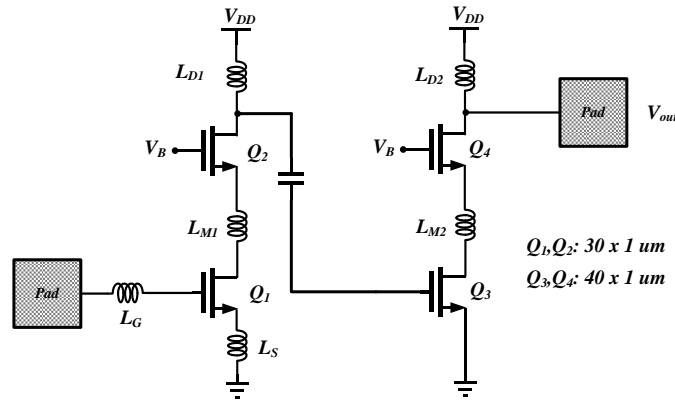 VDD VDD
LD1 LD2
Pad Vout
VB Q2 VB Q4
LM1 LM2
Q1,Q2: 30 x 1 um
Q3,Q4: 40 x 1 um
Pad LG Q1 Q3
LS